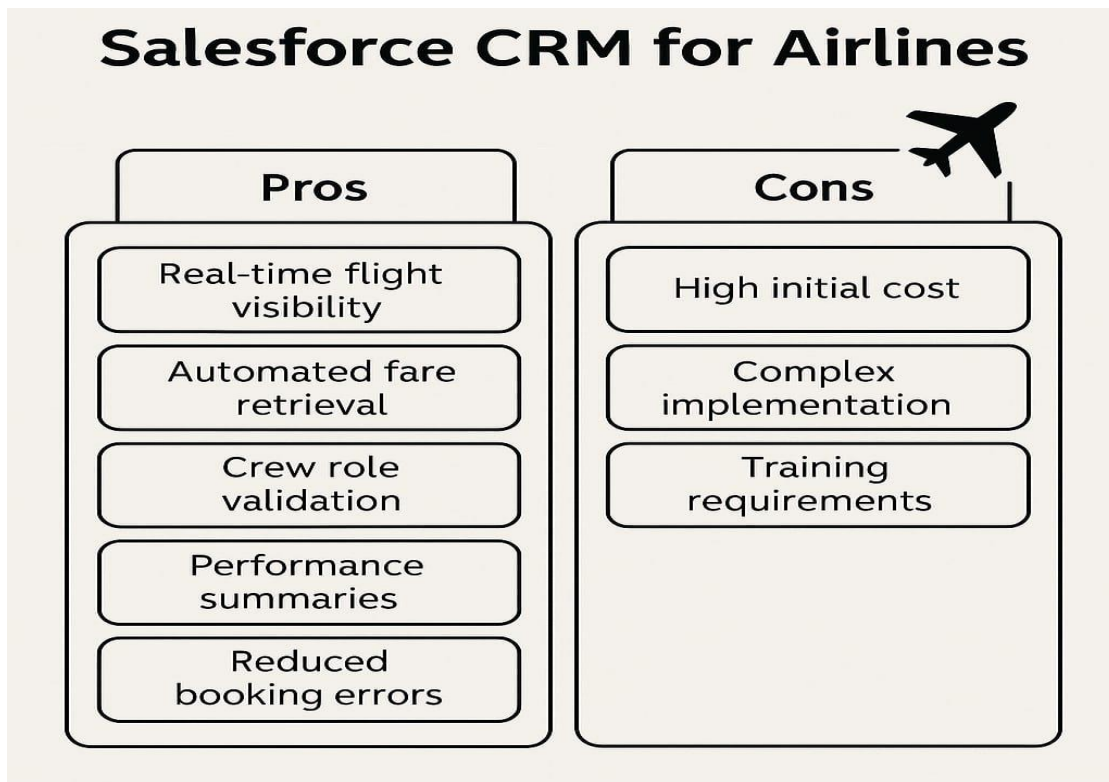 Salesforce CRM for Airlines
Pros
Real-time flight
visibility
Automated fare
retrieval
Crew role
validation
Performance
summaries
Reduced
booking errors
Cons
High initial cost
Complex
implementation
Training
requirements